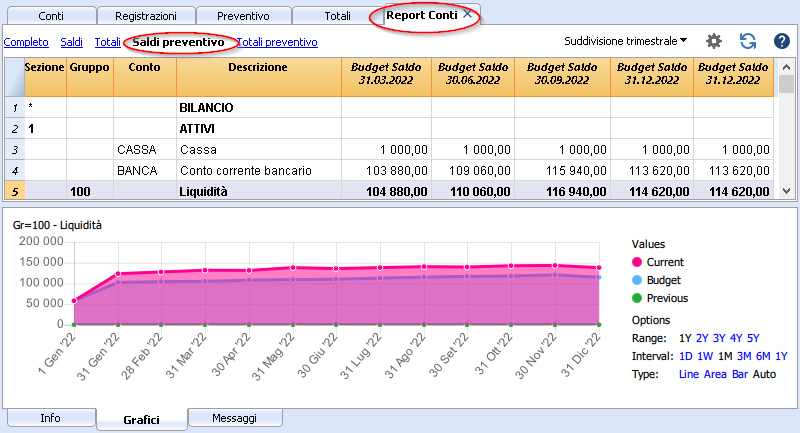 Conti Registrazioni Preventivo Totali Report Conti ✕
Completo Saldi Totali Saldi preventivo Totali preventivo Suddivisione trimestrale ?
Sezione Gruppo Conto Descrizione Budget Saldo 31.03.2022 Budget Saldo 30.06.2022 Budget Saldo 30.09.2022 Budget Saldo 31.12.2022 Budget Saldo 31.12.2022
1 * BILANCIO
2 1 ATTIVI
3 CASSA Cassa 1 000,00 1 000,00 1 000,00 1 000,00 1 000,00
4 BANCA Conto corrente bancario 103 880,00 109 060,00 115 940,00 113 620,00 113 620,00
5 100 Liquidità 104 880,00 110 060,00 116 940,00 114 620,00 114 620,00
Gr=100 - Liquidità
200 000
150 000
100 000
50 000
0
1 Gen '22 31 Gen '22 28 Feb '22 31 Mar '22 30 Apr '22 31 Mag '22 30 Giu '22 31 Lug '22 31 Ago '22 30 Set '22 31 Ott '22 30 Nov '22 31 Dic '22
Values
Current
Budget
Previous
Options
Range: 1Y 2Y 3Y 4Y 5Y
Interval: 1D 1W 1M 3M 6M 1Y
Type: Line Area Bar Auto
Info Grafici Messaggi